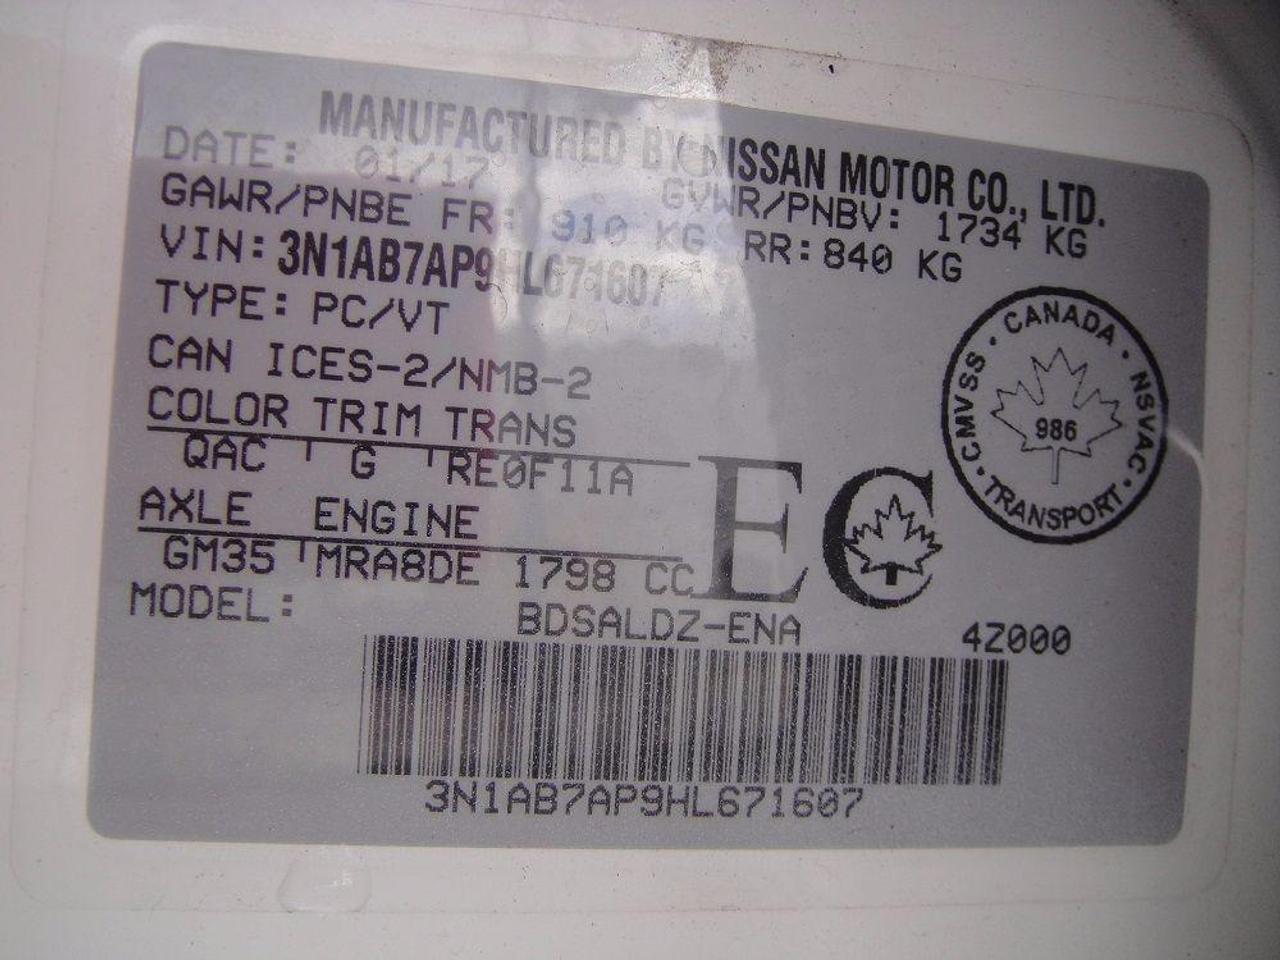 MANUFACTURED BY NISSAN MOTOR CO., LTD.
DATE: 01/17 GVWR/PNBV: 1734 KG
GAWR/PNBE FR: 910 KG RR: 840 KG
VIN: 3N1AB7AP9HL671607
TYPE: PC/VT
CAN ICES-2/NMB-2
COLOR TRIM TRANS
QAC G RE0F11A
AXLE ENGINE
GM35 MRA8DE 1798 CC
EC
CANADA · NSVAC · TRANSPORT · CMVSS ·
986
MODEL: BDSALDZ-ENA 4Z000
3N1AB7AP9HL671607